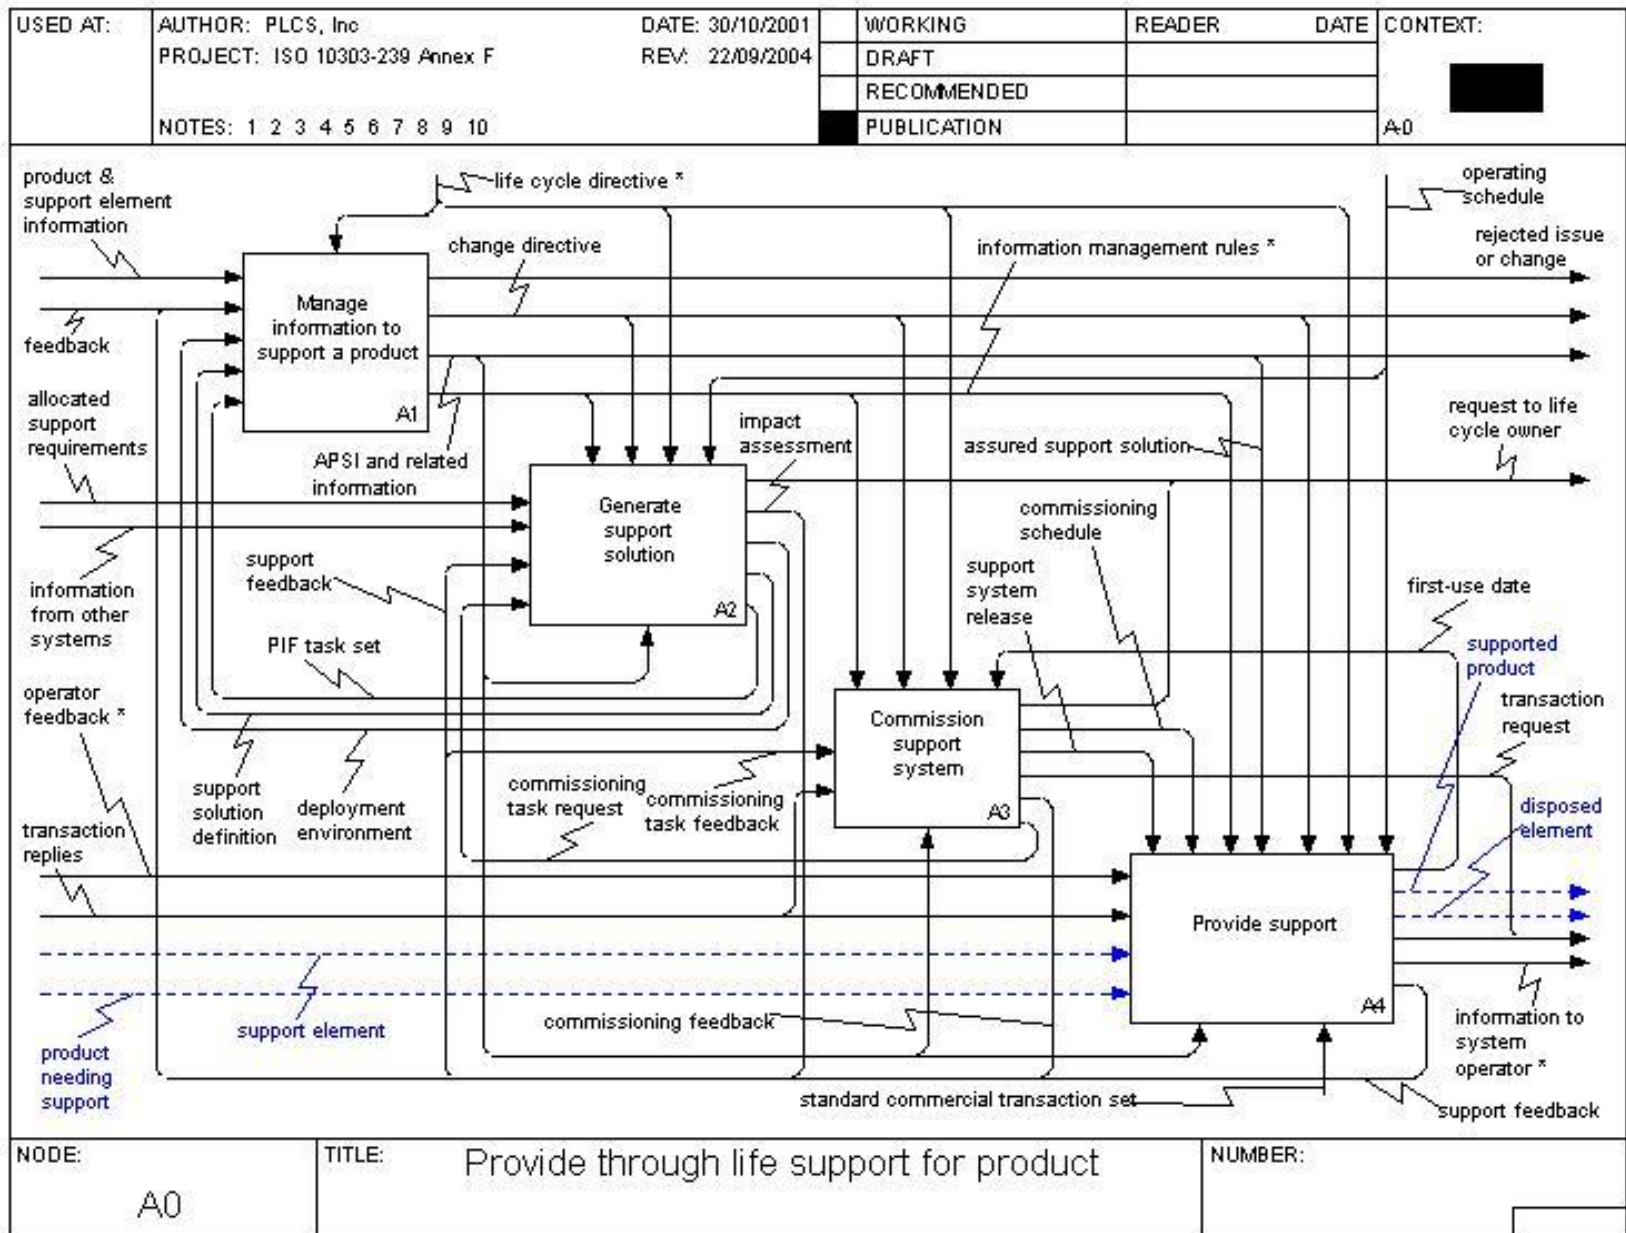 USED AT:
AUTHOR: PLCS, Inc
DATE: 30/10/2001
PROJECT: ISO 10303-239 Annex F
REV: 22/09/2004
NOTES: 1 2 3 4 5 6 7 8 9 10
WORKING
DRAFT
RECOMMENDED
PUBLICATION
READER
DATE
CONTEXT:
A-0
product &
support element
information
life cycle directive *
operating
schedule
change directive
information management rules *
rejected issue
or change
Manage
information to
support a product
A1
feedback
allocated
support
requirements
APSI and related
information
impact
assessment
assured support solution
request to life
cycle owner
Generate
support
solution
A2
commissioning
schedule
support
feedback
support
system
release
information
from other
systems
first-use date
PIF task set
supported
product
operator
feedback *
transaction
request
Commission
support
system
A3
support
solution
definition
deployment
environment
commissioning
task request
commissioning
task feedback
disposed
element
transaction
replies
Provide support
A4
support element
commissioning feedback
product
needing
support
information to
system
operator *
standard commercial transaction set
support feedback
NODE:
A0
TITLE:
Provide through life support for product
NUMBER: